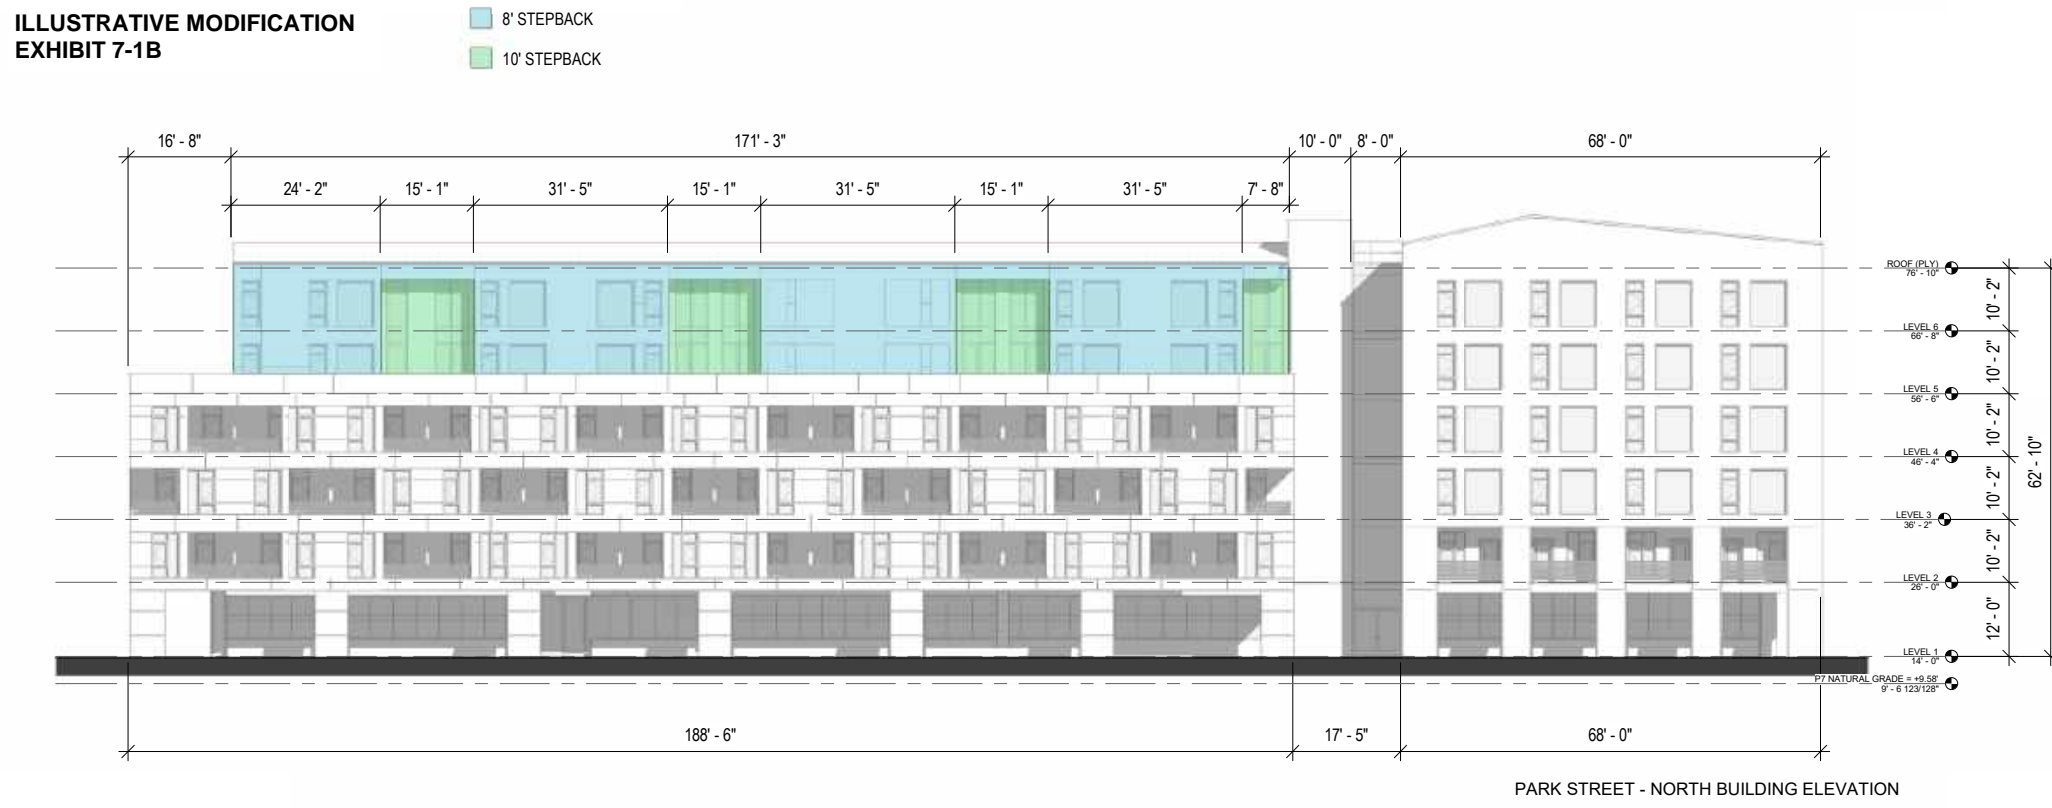 ILLUSTRATIVE MODIFICATION
EXHIBIT 7-1B
8' STEPBACK
10' STEPBACK
16' - 8" 171' - 3" 10' - 0" 8' - 0" 68' - 0"
24' - 2" 15' - 1" 31' - 5" 15' - 1" 31' - 5" 15' - 1" 31' - 5" 7' - 8"
ROOF (PLY)
76' - 10"
10' - 2"
LEVEL 6
66' - 8"
10' - 2"
LEVEL 5
56' - 6"
10' - 2"
LEVEL 4
46' - 4"
10' - 2"
LEVEL 3
36' - 2"
10' - 2"
LEVEL 2
26' - 0"
12' - 0"
LEVEL 1
14' - 0"
62' - 10"
P7 NATURAL GRADE = +9.58'
9' - 6 123/128"
188' - 6" 17' - 5" 68' - 0"
PARK STREET - NORTH BUILDING ELEVATION